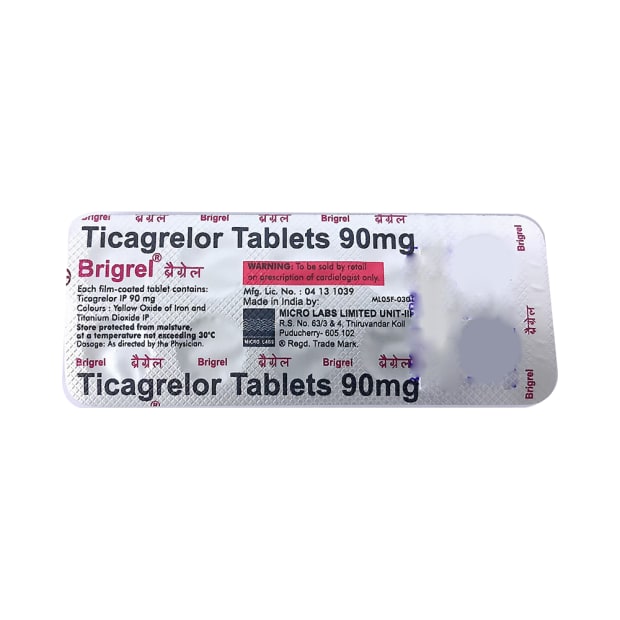 Brigrel ब्रैग्रेल Brigrel ब्रैग्रेल Brigrel ब्रैग्रेल
Ticagrelor Tablets 90mg
Brigrel® ब्रैग्रेल
Each film-coated tablet contains:
Ticagrelor IP 90 mg
Colours : Yellow Oxide of Iron and
Titanium Dioxide IP
Store protected from moisture,
at a temperature not exceeding 30°C
Dosage: As directed by the Physician.
WARNING: To be sold by retail
on prescription of cardiologist only.
Mfg. Lic. No. : 04 13 1039
Made in India by:
MICRO LABS LIMITED UNIT-III
R.S. No. 63/3 & 4, Thiruvandar Koil
Puducherry- 605 102
® Regd. Trade Mark.
MICRO LABS
Brigrel ब्रैग्रेल Brigrel ब्रैग्रेल Brigrel ब्रैग्रेल
Ticagrelor Tablets 90mg
®
Brigrel
ब्रैग्रेल
Brigrel